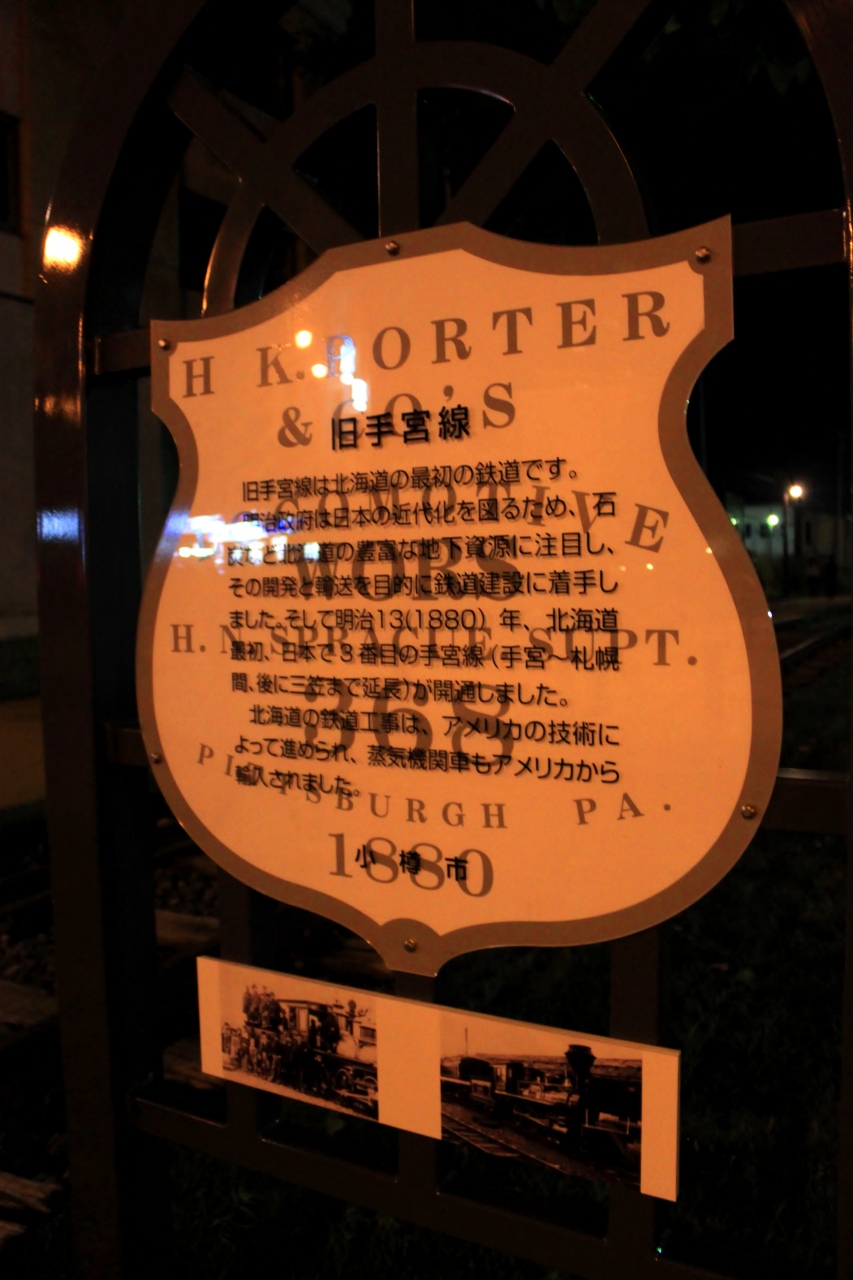 H K. PORTER
& CO'S
旧手宮線
旧手宮線は北海道の最初の鉄道です。
明治政府は日本の近代化を図るため、石
炭など北海道の豊富な地下資源に注目し、
その開発と輸送を目的に鉄道建設に着手し
ました。そして明治13(1880)年、北海道
最初、日本で3番目の手宮線(手宮〜札幌
間、後に三笠まで延長)が開通しました。
北海道の鉄道工事は、アメリカの技術に
よって進められ、蒸気機関車もアメリカから
輸入されました。
小樽市
LOCOMOTIVE
WORS
H. N. SPRAGUE SUPT.
368
PITTSBURGH PA.
1880